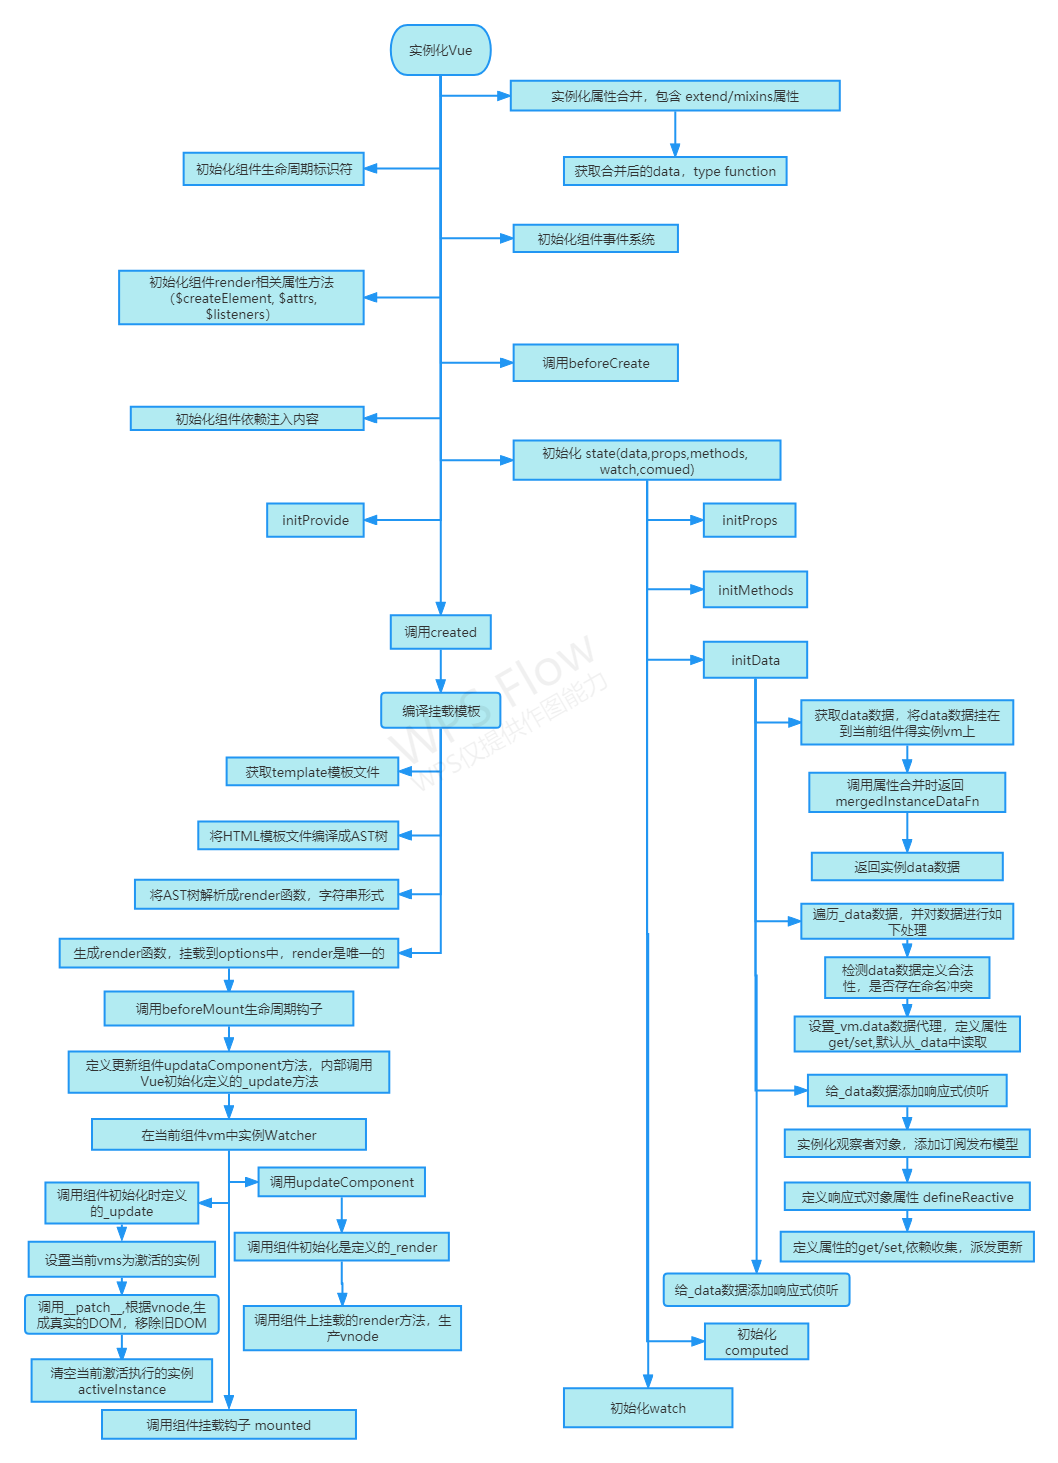 实例化Vue
实例化属性合并，包含 extend/mixins属性
获取合并后的data，type function
初始化组件生命周期标识符
初始化组件事件系统
初始化组件render相关属性方法
（$createElement, $attrs,
$listeners）
调用beforeCreate
初始化组件依赖注入内容
初始化 state(data,props,methods,
watch,comued)
initProvide
initProps
initMethods
调用created
initData
编译挂载模板
WPS Flow
WPS仅提供作图能力
获取template模板文件
将HTML模板文件编译成AST树
将AST树解析成render函数，字符串形式
生成render函数，挂载到options中，render是唯一的
调用beforeMount生命周期钩子
定义更新组件updataComponent方法，内部调用
Vue初始化定义的_update方法
在当前组件vm中实例Watcher
调用updateComponent
调用组件初始化时定义
的_update
调用组件初始化是定义的_render
设置当前vms为激活的实例
调用__patch__,根据vnode,生
成真实的DOM，移除旧DOM
调用组件上挂载的render方法，生
产vnode
清空当前激活执行的实例
activeInstance
调用组件挂载钩子 mounted
获取data数据，将data数据挂在
到当前组件得实例vm上
调用属性合并时返回
mergedInstanceDataFn
返回实例data数据
遍历_data数据，并对数据进行如
下处理
检测data数据定义合法
性，是否存在命名冲突
设置_vm.data数据代理，定义属性
get/set,默认从_data中读取
给_data数据添加响应式侦听
实例化观察者对象，添加订阅发布模型
定义响应式对象属性 defineReactive
定义属性的get/set,依赖收集，派发更新
给_data数据添加响应式侦听
初始化
computed
初始化watch